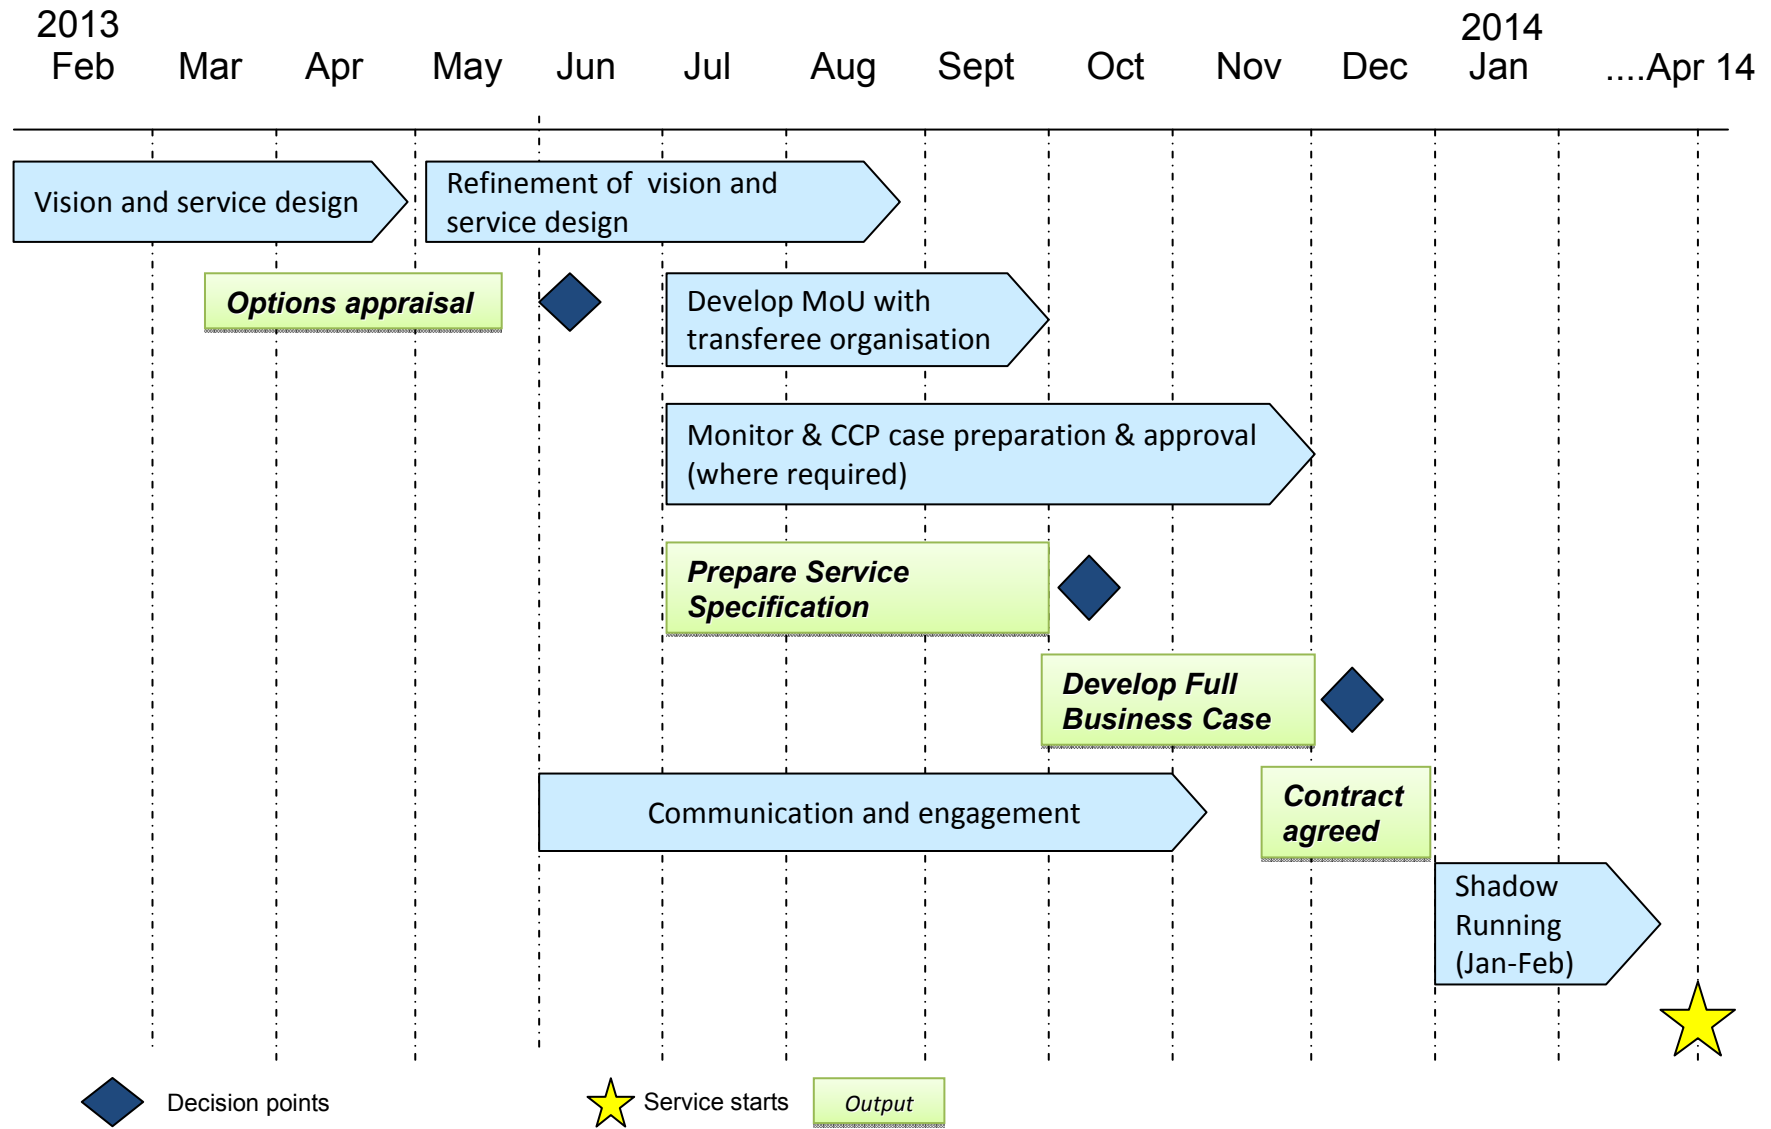 2013
2014
Feb Mar Apr May Jun Jul Aug Sept Oct Nov Dec Jan ....Apr 14
Vision and service design
Refinement of vision and
service design
Options appraisal
Develop MoU with
transferee organisation
Monitor & CCP case preparation & approval
(where required)
Prepare Service
Specification
Develop Full
Business Case
Communication and engagement
Contract
agreed
Shadow
Running
(Jan-Feb)
Decision points
Service starts
Output